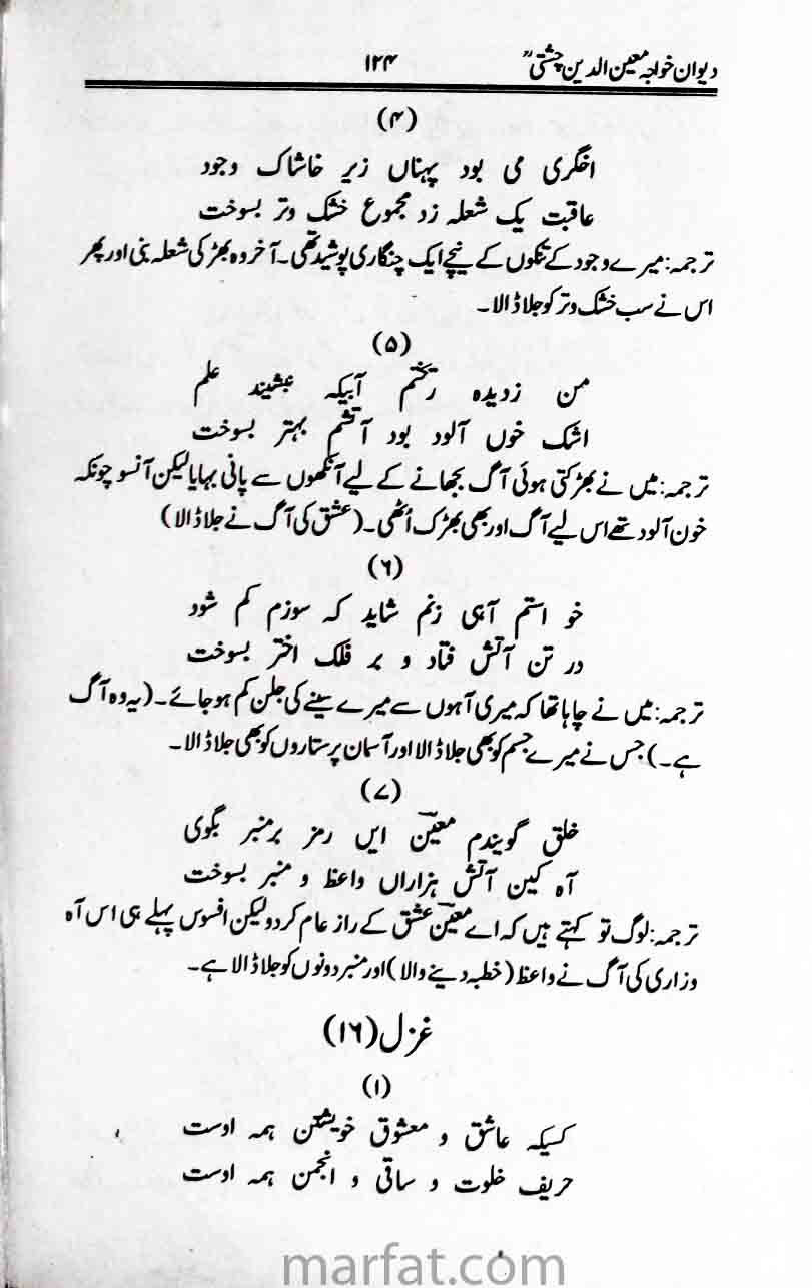 دیوان خواجہ معین الدین چشتیؒ ۱۲۴
(۴)
اخگری می بود پنہاں زیر خاشاک وجود
عاقبت یک شعلہ زد مجموع خشک وتر بسوخت
ترجمہ: میرے وجود کے تنکوں کے نیچے ایک چنگاری پوشیدہ تھی۔ آخر وہ بھڑکی شعلہ بنی اور پھر
اس نے سب خشک وتر کو جلا ڈالا۔
(۵)
من زدیدہ ریختم آبیکہ عبشیند علم
اشک خوں آلود بود آتشم بہتر بسوخت
ترجمہ: میں نے بھڑکتی ہوئی آگ بجھانے کے لیے آنکھوں سے پانی بہایا لیکن آنسو چونکہ
خون آلود تھے اس لیے آگ اور بھی بھڑک اُٹھی۔ (عشق کی آگ نے جلا ڈالا)
(۶)
خو استم آہی زنم شاید کہ سوزم کم شود
در تن آتش فتاد و بر فلک اختر بسوخت
ترجمہ: میں نے چاہا تھا کہ میری آہوں سے میرے سینے کی جلن کم ہو جائے۔ (یہ وہ آگ
ہے۔) جس نے میرے جسم کو بھی جلا ڈالا اور آسمان پر ستاروں کو بھی جلا ڈالا۔
(۷)
خلق گویندم معینؔ ایں رمز برمنبر بگوی
آہ کین آتش ہزاراں واعظ و منبر بسوخت
ترجمہ: لوگ تو کہتے ہیں کہ اے معینؔ عشق کے راز عام کر دو لیکن افسوس پہلے ہی اس آہ
وزاری کی آگ نے واعظ (خطبہ دینے والا) اور منبر دونوں کو جلا ڈالا ہے۔
غزل (۱۶)
(۱)
کسیکہ عاشق و معشوق خویشتن ہمہ اوست
حریف خلوت و ساقی و انجمن ہمہ اوست
marfat.com